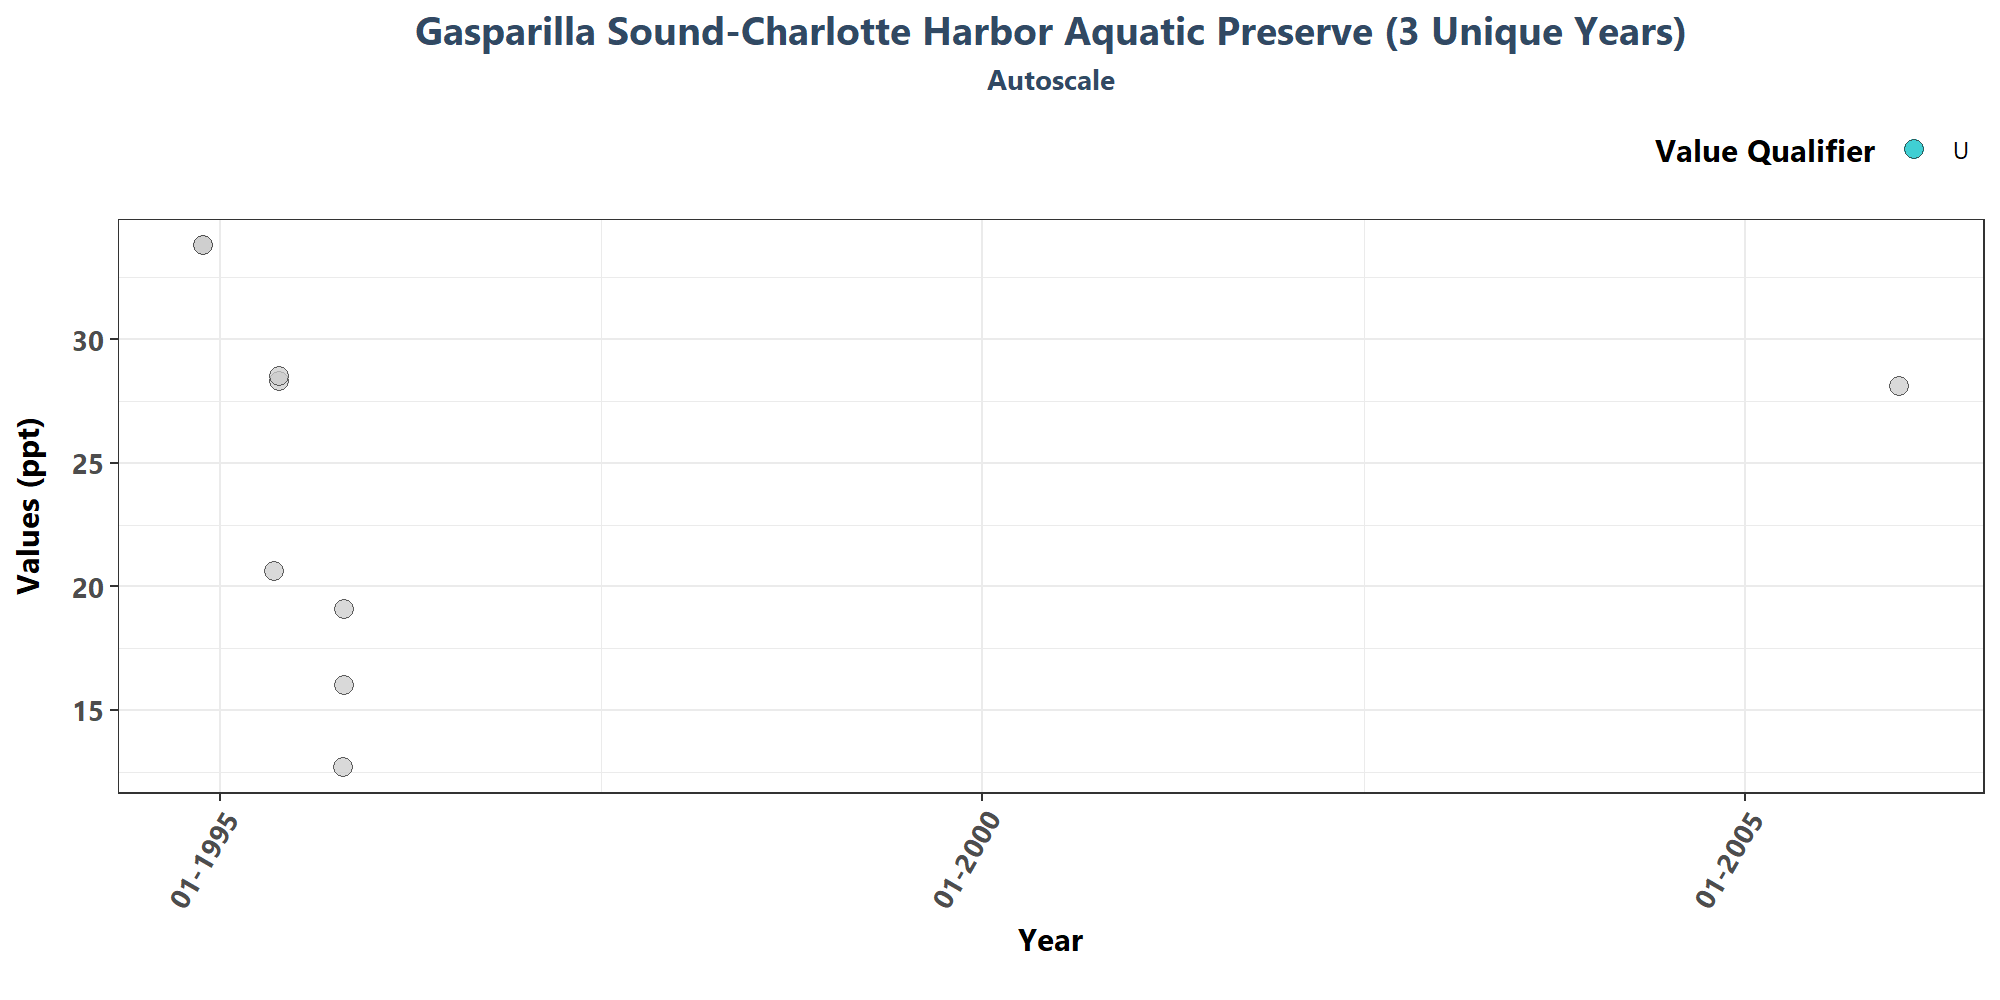 Gasparilla Sound-Charlotte Harbor Aquatic Preserve (3 Unique Years)
Autoscale
Value Qualifier U
Values (ppt)
30
25
20
15
01-1995
01-2000
01-2005
Year